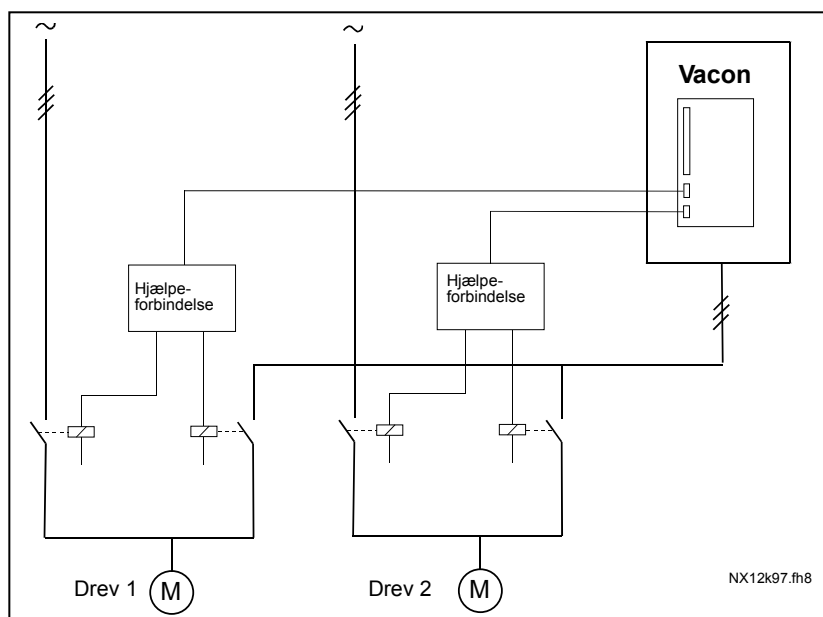 ~
~
Vacon
Hjælpe-
forbindelse
Hjælpe-
forbindelse
Drev 1
M
Drev 2
M
NX12k97.fh8